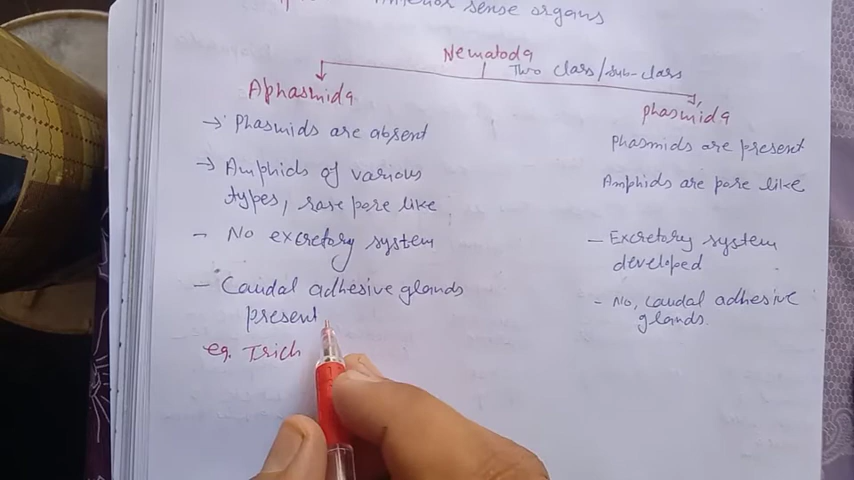 Anterior sense organs
Nematoda
Two class/sub-class
Aphasmida
→ Phasmids are absent
→ Amphids of various
types, rare pore like
- No excretory system
- Caudal adhesive glands
present
eg. Trich
Phasmida
Phasmids are present
Amphids are pore like
- Excretory system
developed
- No, caudal adhesive
glands.